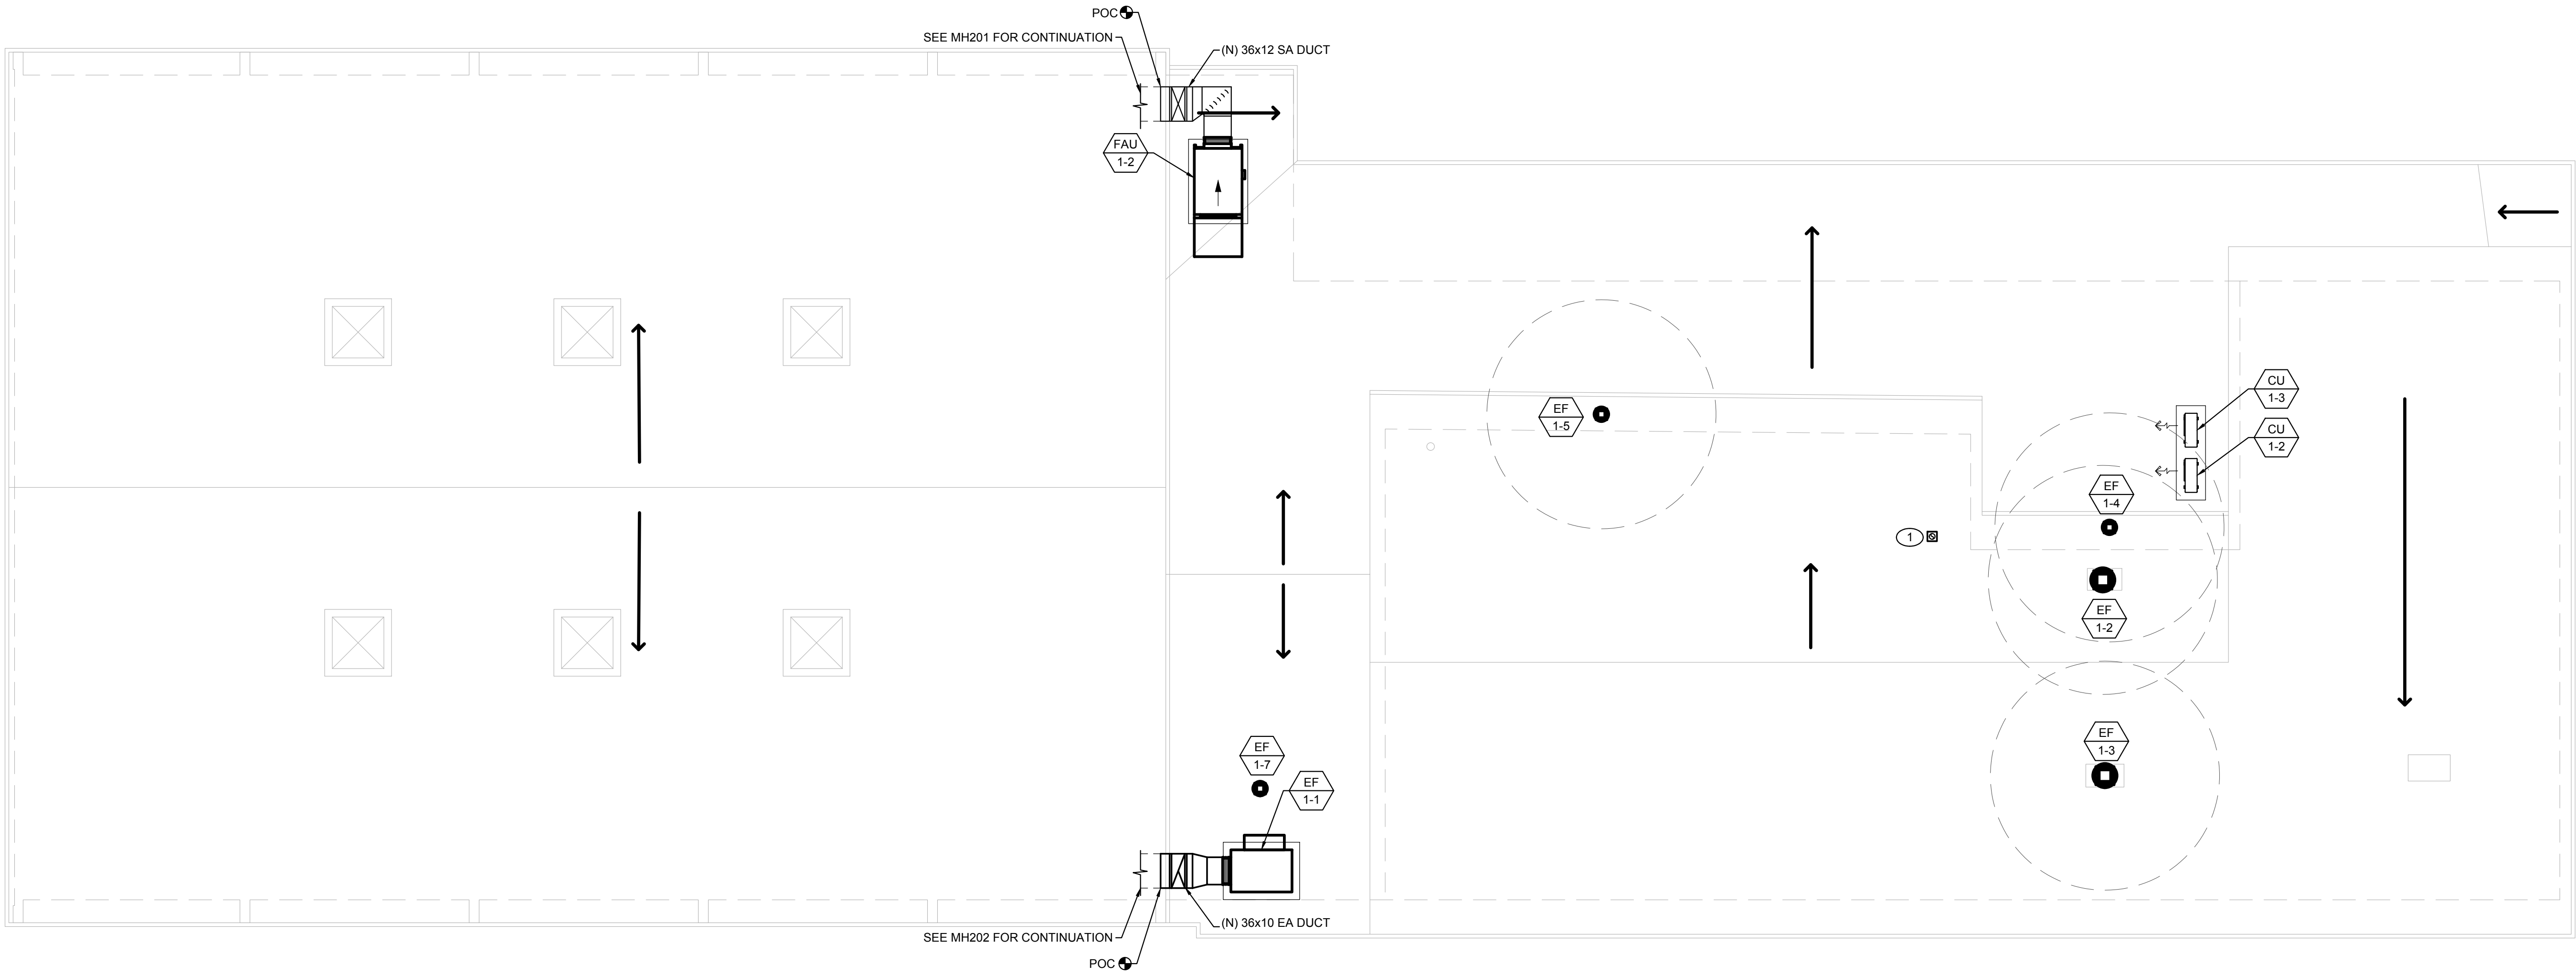 POC
SEE MH201 FOR CONTINUATION
(N) 36x12 SA DUCT
FAU
1-2
CU
1-3
CU
1-2
EF
1-5
EF
1-4
1
EF
1-2
EF
1-3
EF
1-7
EF
1-1
(N) 36x10 EA DUCT
SEE MH202 FOR CONTINUATION
POC